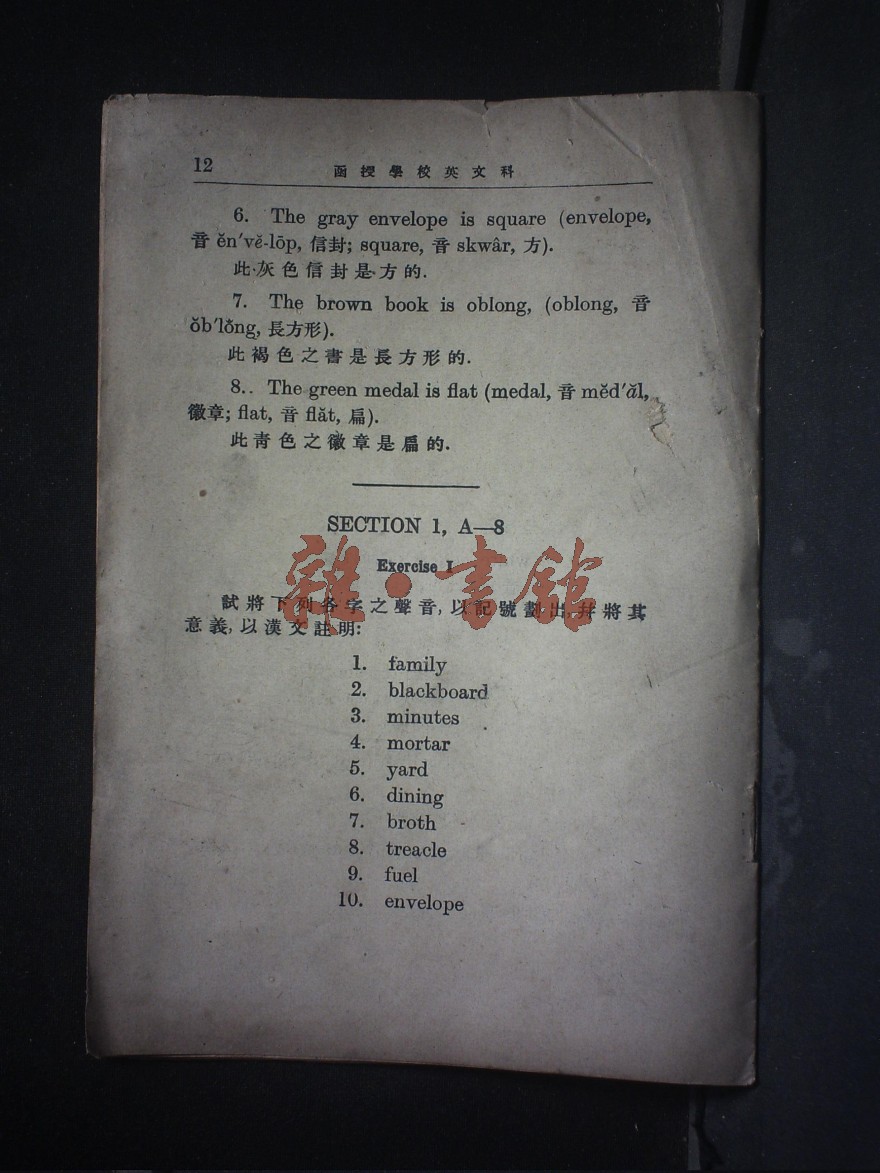 12
函授學校英文科
6. The gray envelope is square (envelope,
音 ĕn′vĕ-lōp, 信封; square, 音 skwâr, 方).
此灰色信封是方的.
7. The brown book is oblong, (oblong, 音
ŏb′lŏng, 長方形).
此褐色之書是長方形的.
8.. The green medal is flat (medal, 音 mĕd′ăl,
徽章; flat, 音 flăt, 扁).
此青色之徽章是扁的.
SECTION 1, A—8
Exercise I
試將下列各字之聲音, 以記號劃出, 幷將其
意義, 以漢文註明:
雜·書館
1. family
2. blackboard
3. minutes
4. mortar
5. yard
6. dining
7. broth
8. treacle
9. fuel
10. envelope